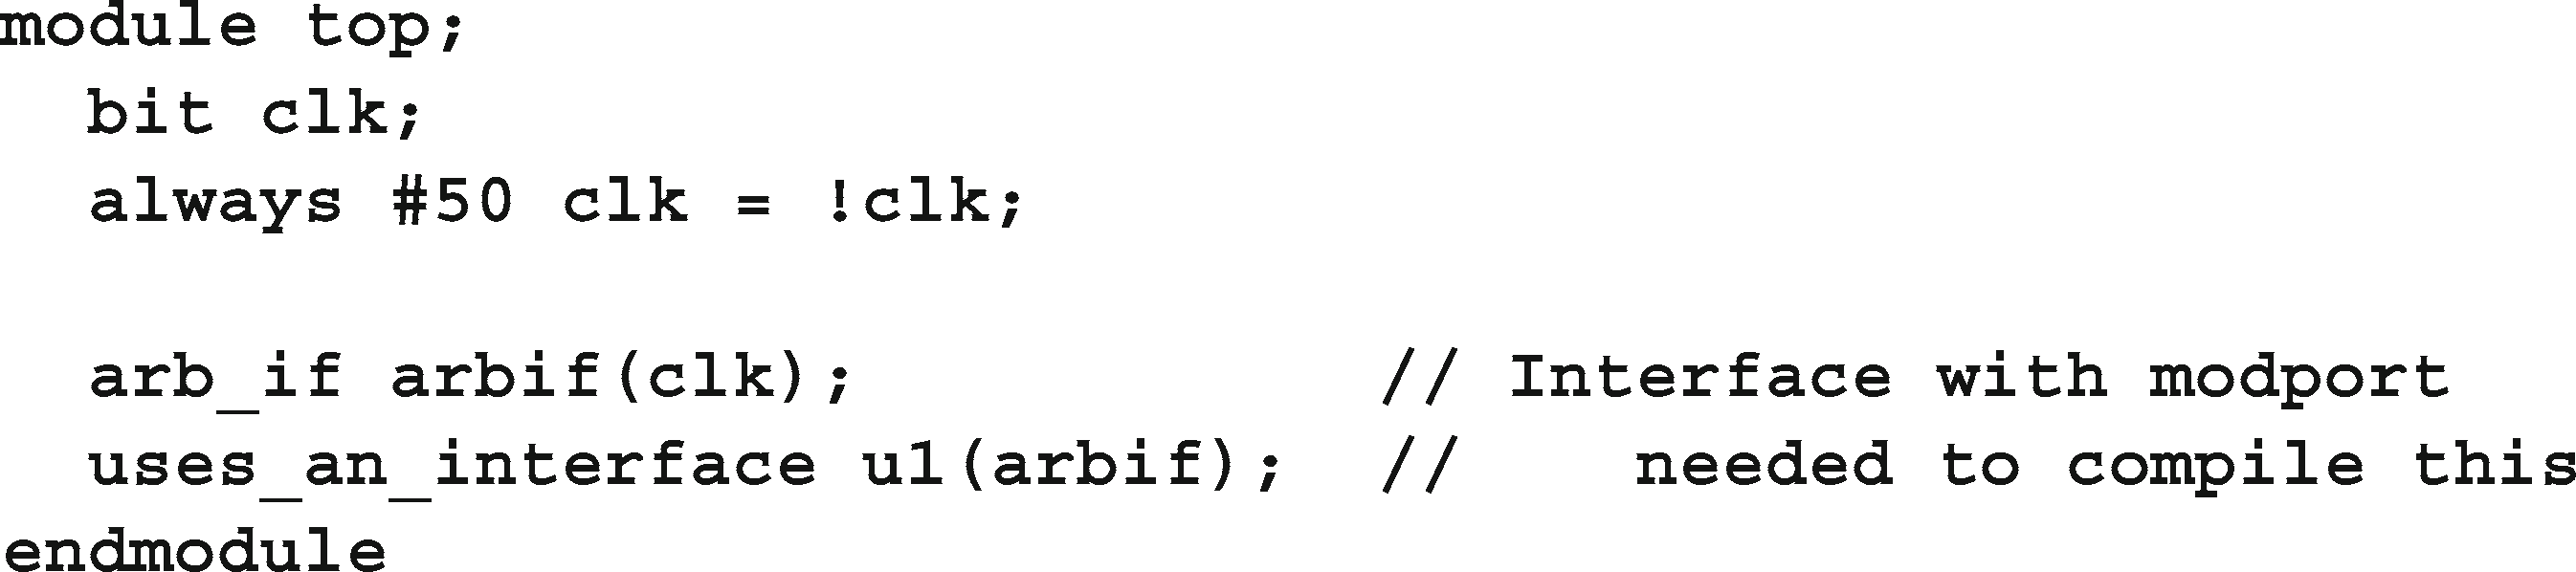 module top;
  bit clk;
  always #50 clk = !clk;

  arb_if arbif(clk);            // Interface with modport
  uses_an_interface u1(arbif);  //    needed to compile this
endmodule